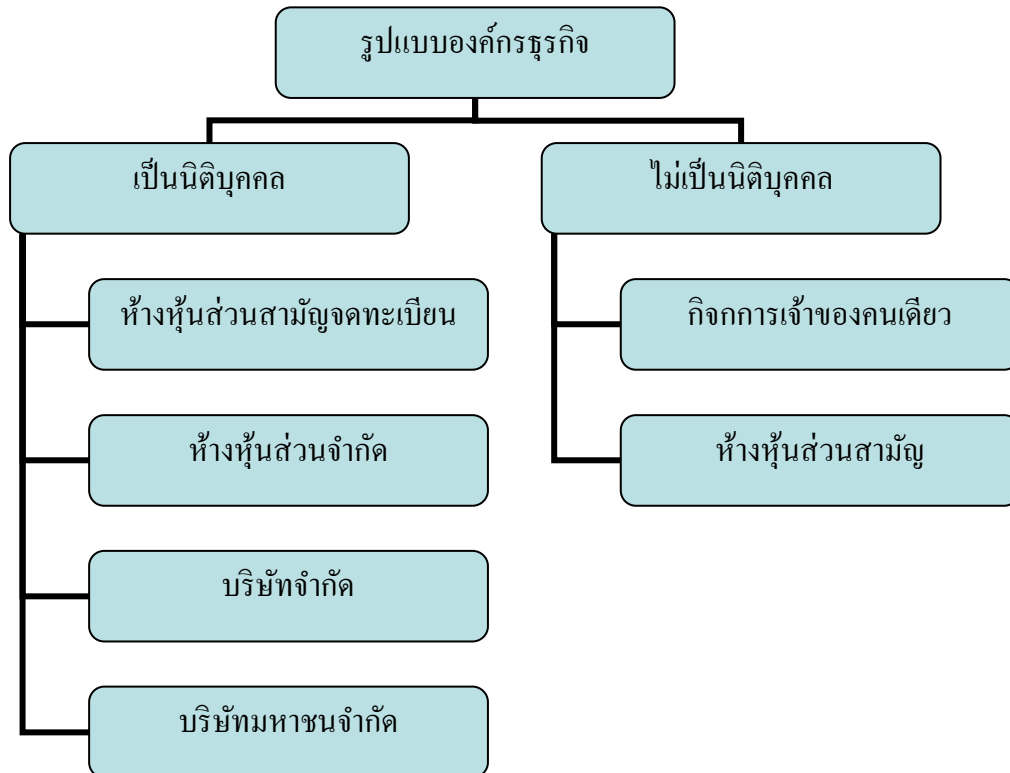 รูปแบบองค์กรธุรกิจ
เป็นนิติบุคคล
ไม่เป็นนิติบุคคล
ห้างหุ้นส่วนสามัญจดทะเบียน
กิจกการเจ้าของคนเดียว
ห้างหุ้นส่วนจำกัด
ห้างหุ้นส่วนสามัญ
บริษัทจำกัด
บริษัทมหาชนจำกัด